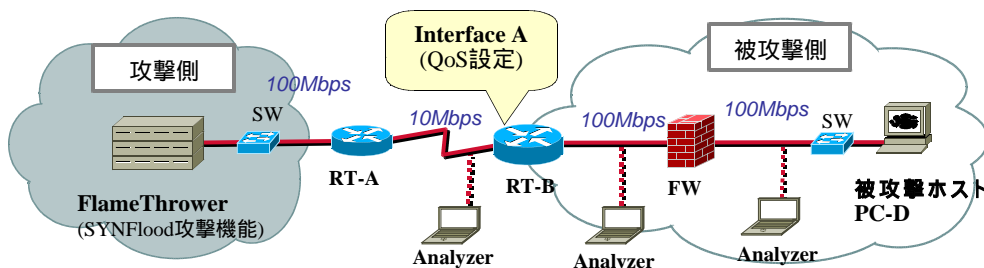 攻撃側
100Mbps
SW
FlameThrower
(SYNFlood攻撃機能)
RT-A
10Mbps
Interface A
(QoS設定)
RT-B
Analyzer
100Mbps
Analyzer
FW
被攻撃側
100Mbps
Analyzer
SW
被攻撃ホスト
PC-D